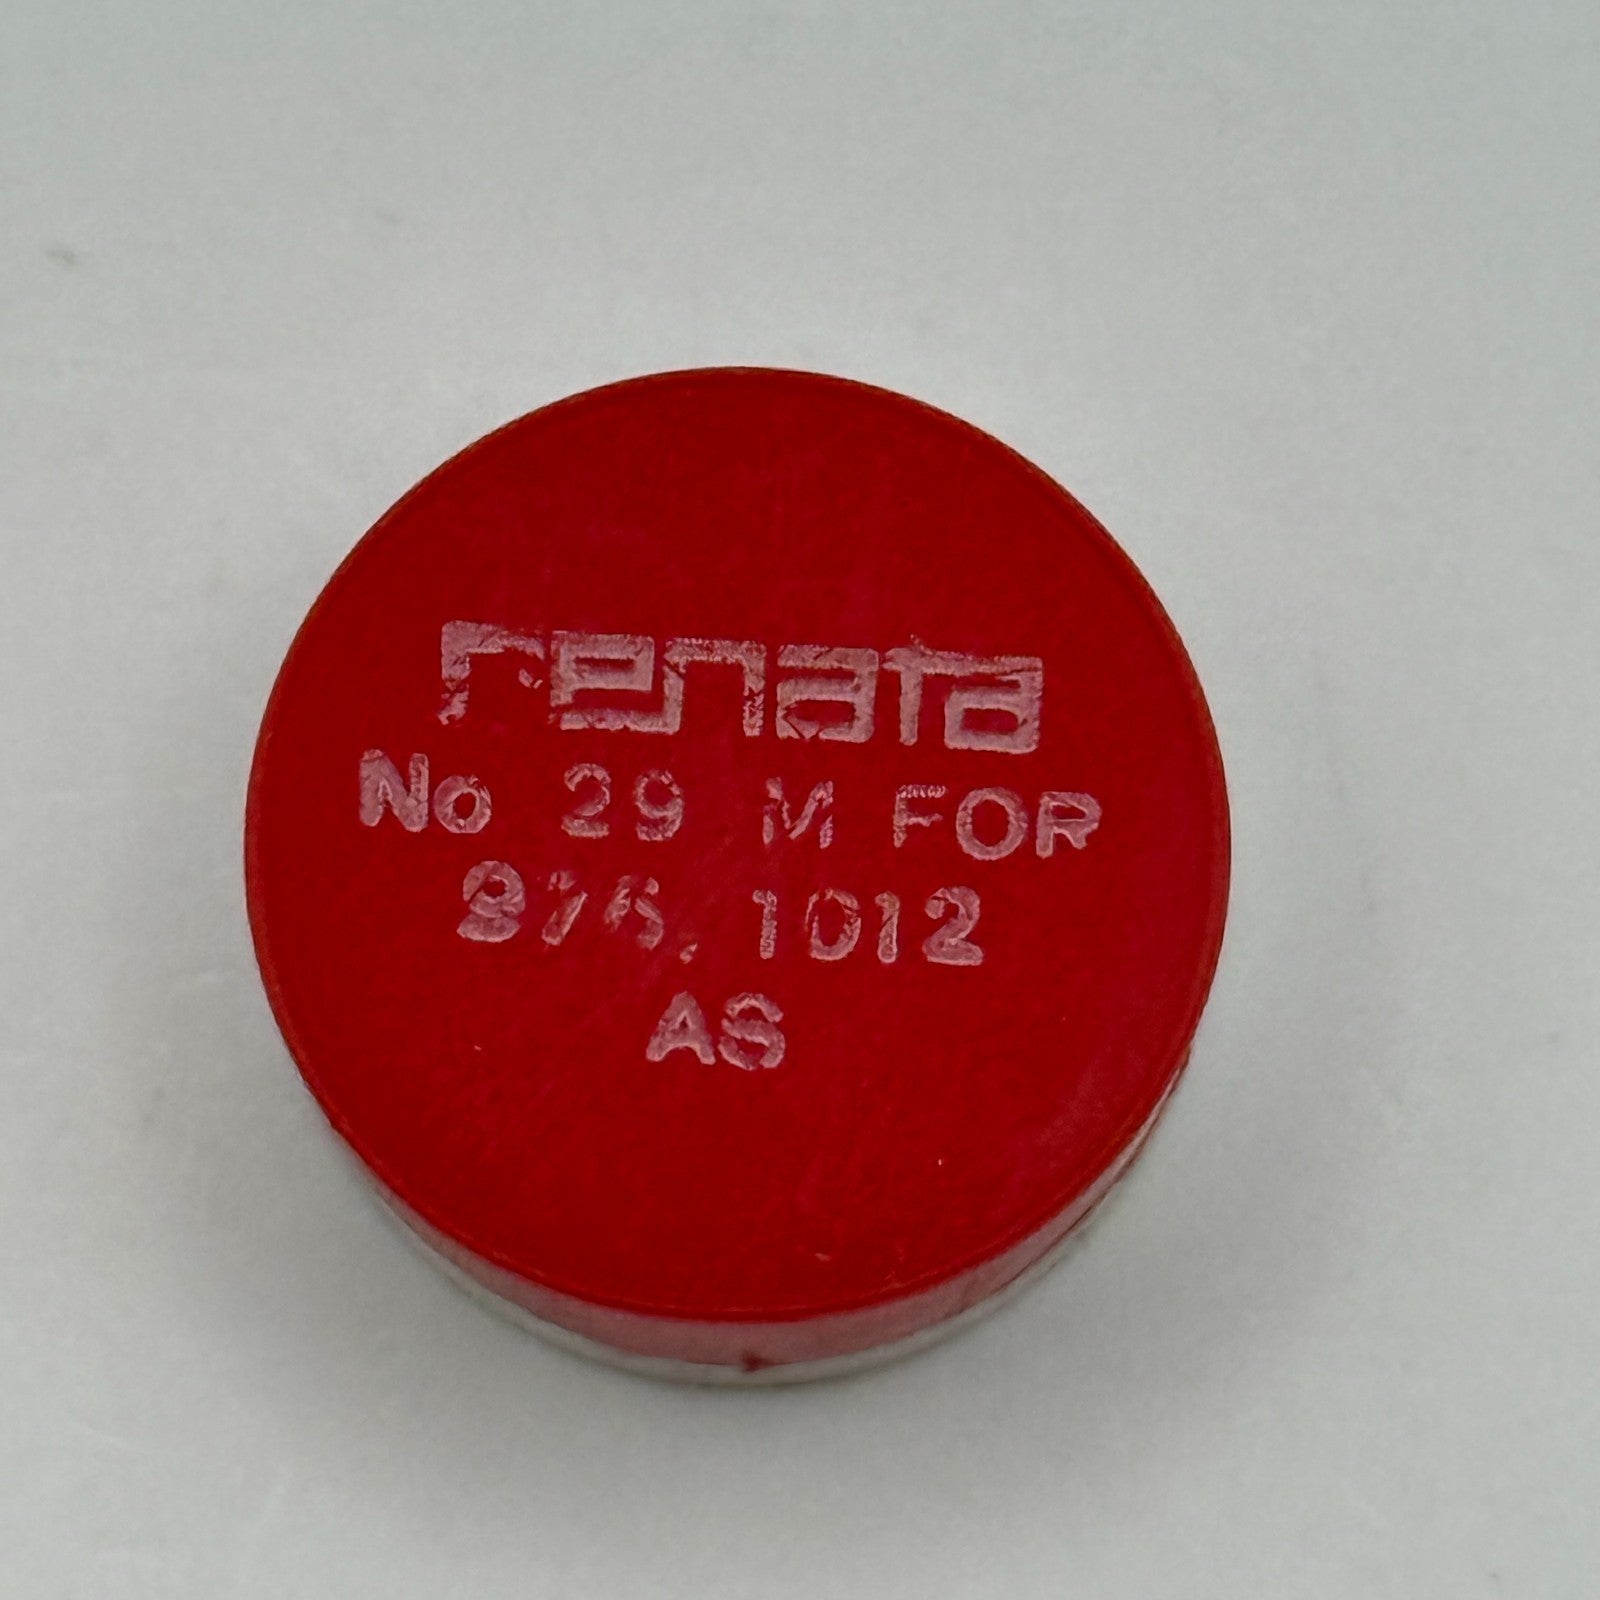 renata
No 29 M FOR
976, 1012
AS